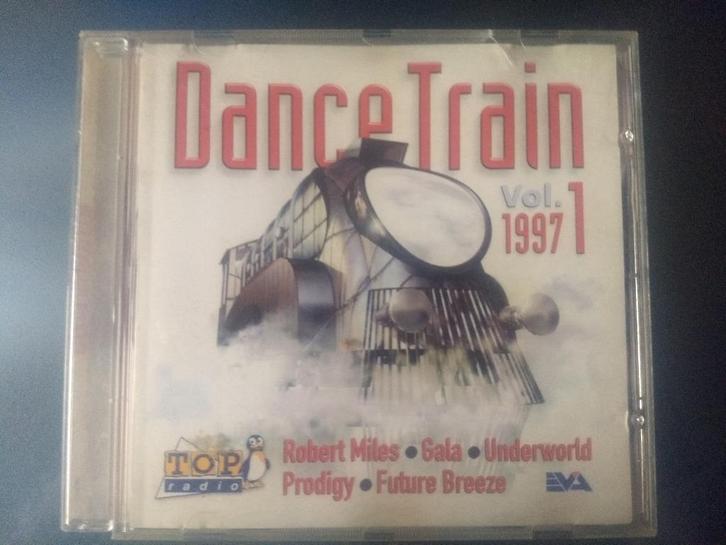 Dance Train
Vol. 1
1997
TOP
radio
Robert Miles • Gala • Underworld
Prodigy • Future Breeze
EVA